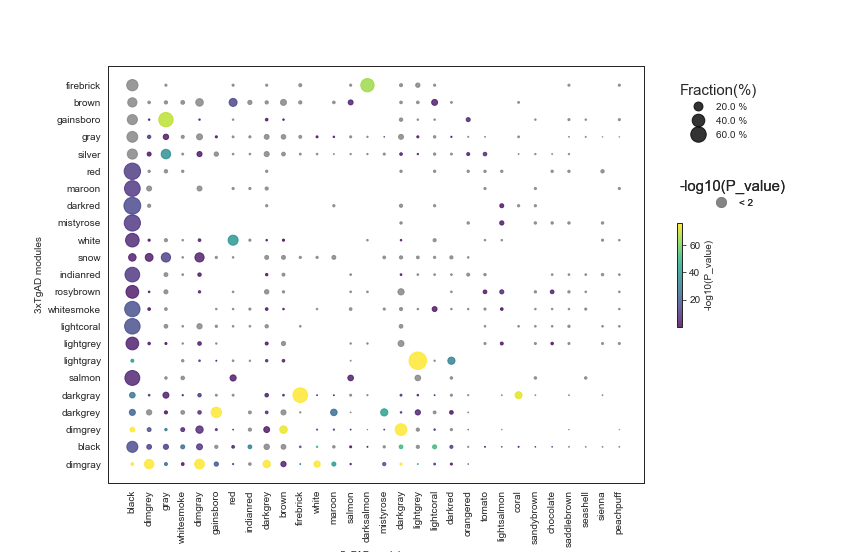 firebrick
brown
gainsboro
gray
silver
red
maroon
darkred
mistyrose
white
snow
indianred
rosybrown
whitesmoke
lightcoral
lightgrey
lightgray
salmon
darkgray
darkgrey
dimgrey
black
dimgray
3xTgAD modules
black
dimgrey
gray
whitesmoke
dimgray
gainsboro
red
indianred
darkgrey
brown
firebrick
white
maroon
salmon
darksalmon
mistyrose
darkgray
lightgrey
lightcoral
darkred
orangered
tomato
lightsalmon
coral
sandybrown
chocolate
saddlebrown
seashell
sienna
peachpuff
Fraction(%)
20.0 %
40.0 %
60.0 %
-log10(P_value)
< 2
60
40
20
-log10(P_value)